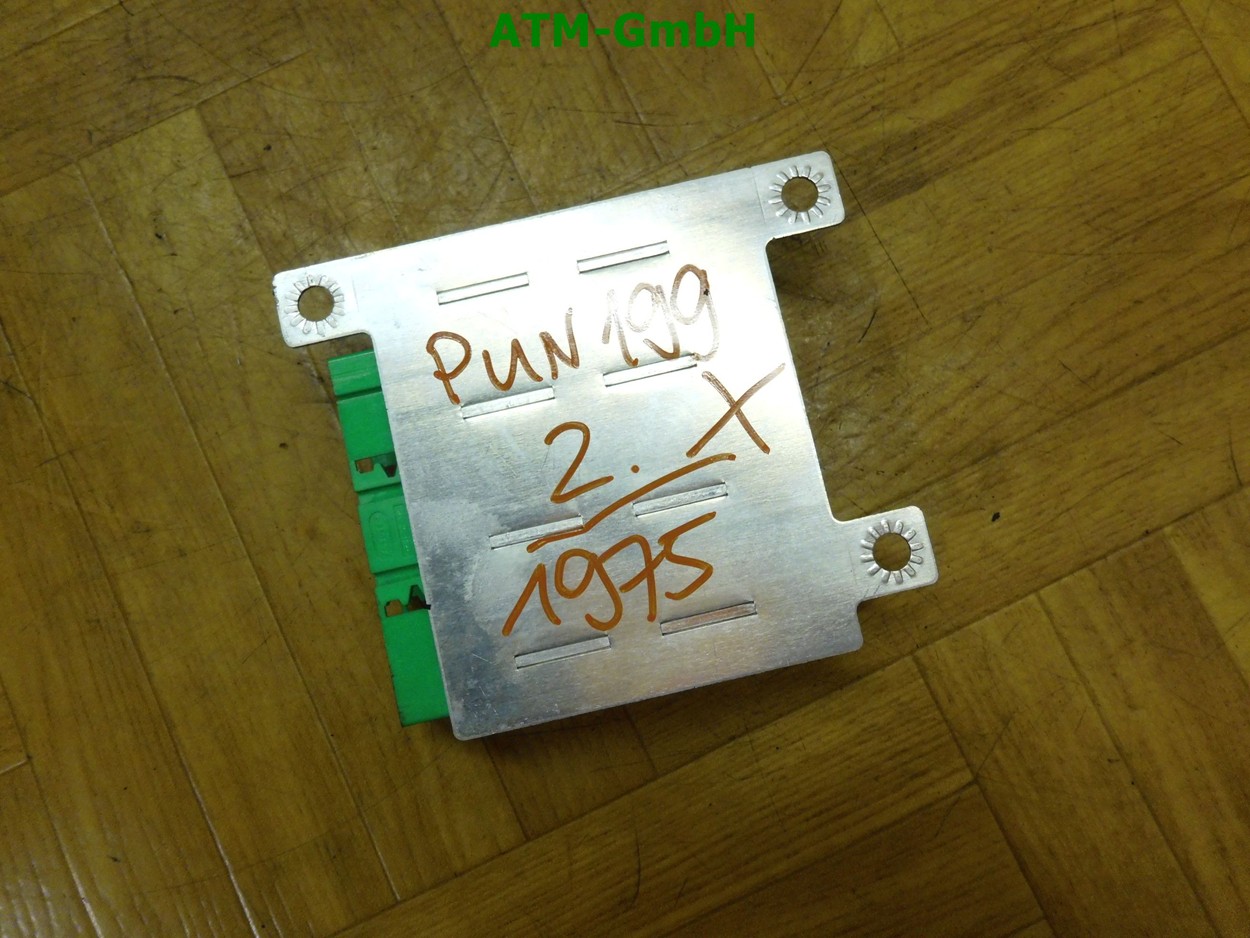 ATM-GmbH
PUN 199
2. X
1975